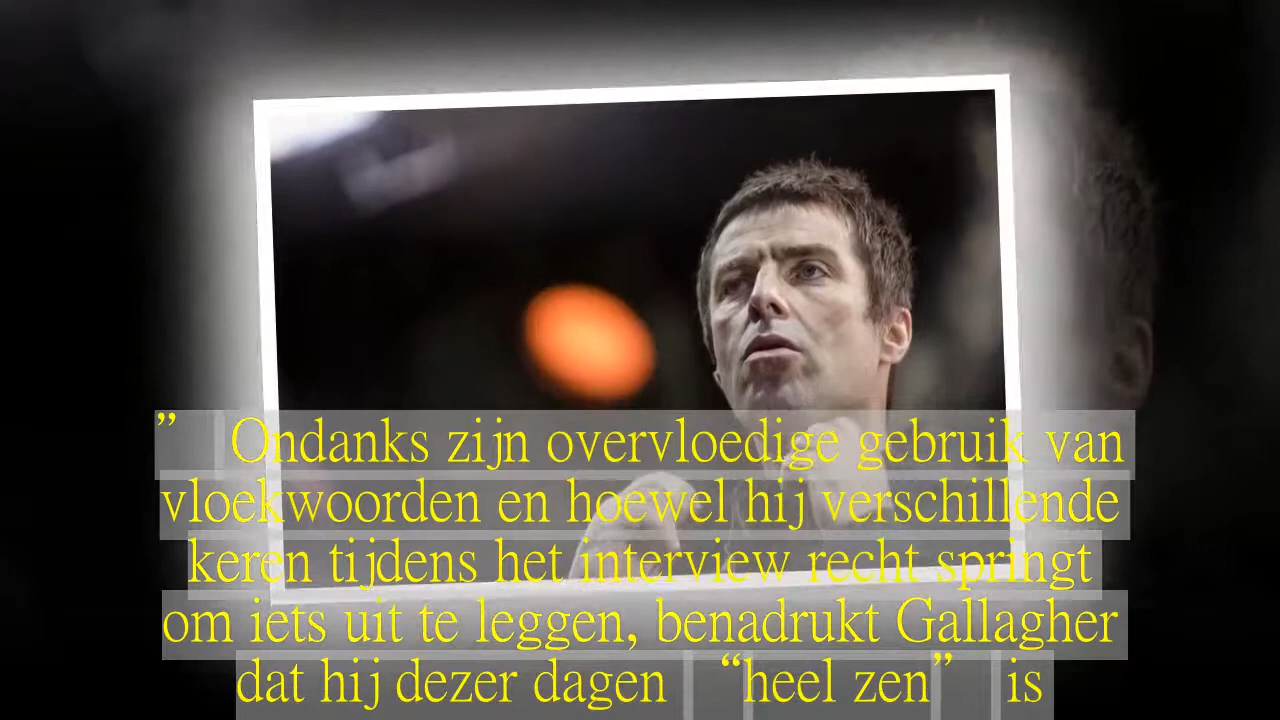 ” Ondanks zijn overvloedige gebruik van
vloekwoorden en hoewel hij verschillende
keren tijdens het interview recht springt
om iets uit te leggen, benadrukt Gallagher
dat hij dezer dagen “heel zen” is